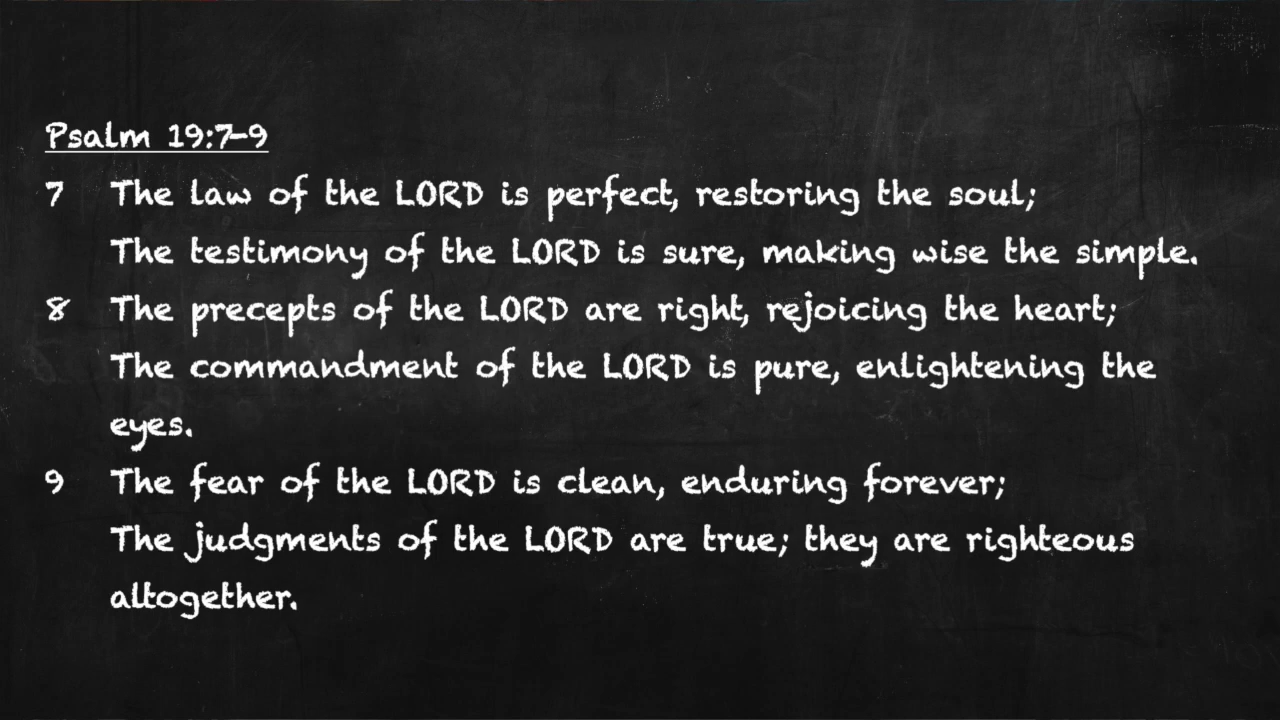 Psalm 19:7–9
7 The law of the LORD is perfect, restoring the soul;
The testimony of the LORD is sure, making wise the simple.
8 The precepts of the LORD are right, rejoicing the heart;
The commandment of the LORD is pure, enlightening the
eyes.
9 The fear of the LORD is clean, enduring forever;
The judgments of the LORD are true; they are righteous
altogether.